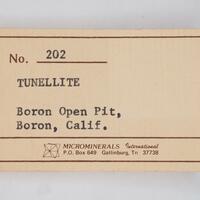 No. 202
TUNELLITE
Boron Open Pit,
Boron, Calif.
MICROMINERALS International
P.O. Box 649 Gatlinburg, Tn 37738